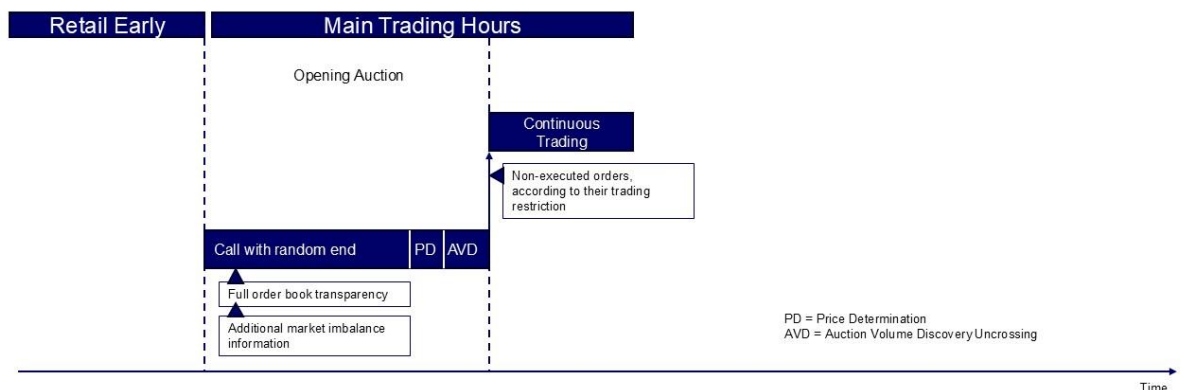 Retail Early
Main Trading Hours
Opening Auction
Continuous
Trading
Non-executed orders,
according to their trading
restriction
Call with random end
PD
AVD
Full order book transparency
Additional market imbalance
information
PD = Price Determination
AVD = Auction Volume Discovery Uncrossing
Time